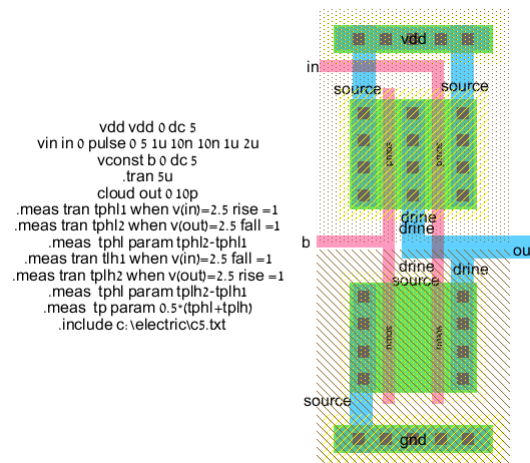 vdd vdd 0 dc 5
vin in 0 pulse 0 5 1u 10n 10n 1u 2u
vconst b 0 dc 5
.tran 5u
cloud out 0 10p
.meas tran tphl1 when v(in)=2.5 rise =1
.meas tran tphl2 when v(out)=2.5 fall =1
.meas tphl param tphl2-tphl1
.meas tran tlh1 when v(in)=2.5 fall =1
.meas tran tplh2 when v(out)=2.5 rise =1
.meas tphl param tplh2-tplh1
.meas tp param 0.5*(tphl+tplh)
.include c:\electric\c5.txt
vdd
in
source
source
pmos
pmos
drine
drine
b
ou
drine
drine
source
nmos
nmos
source
gnd